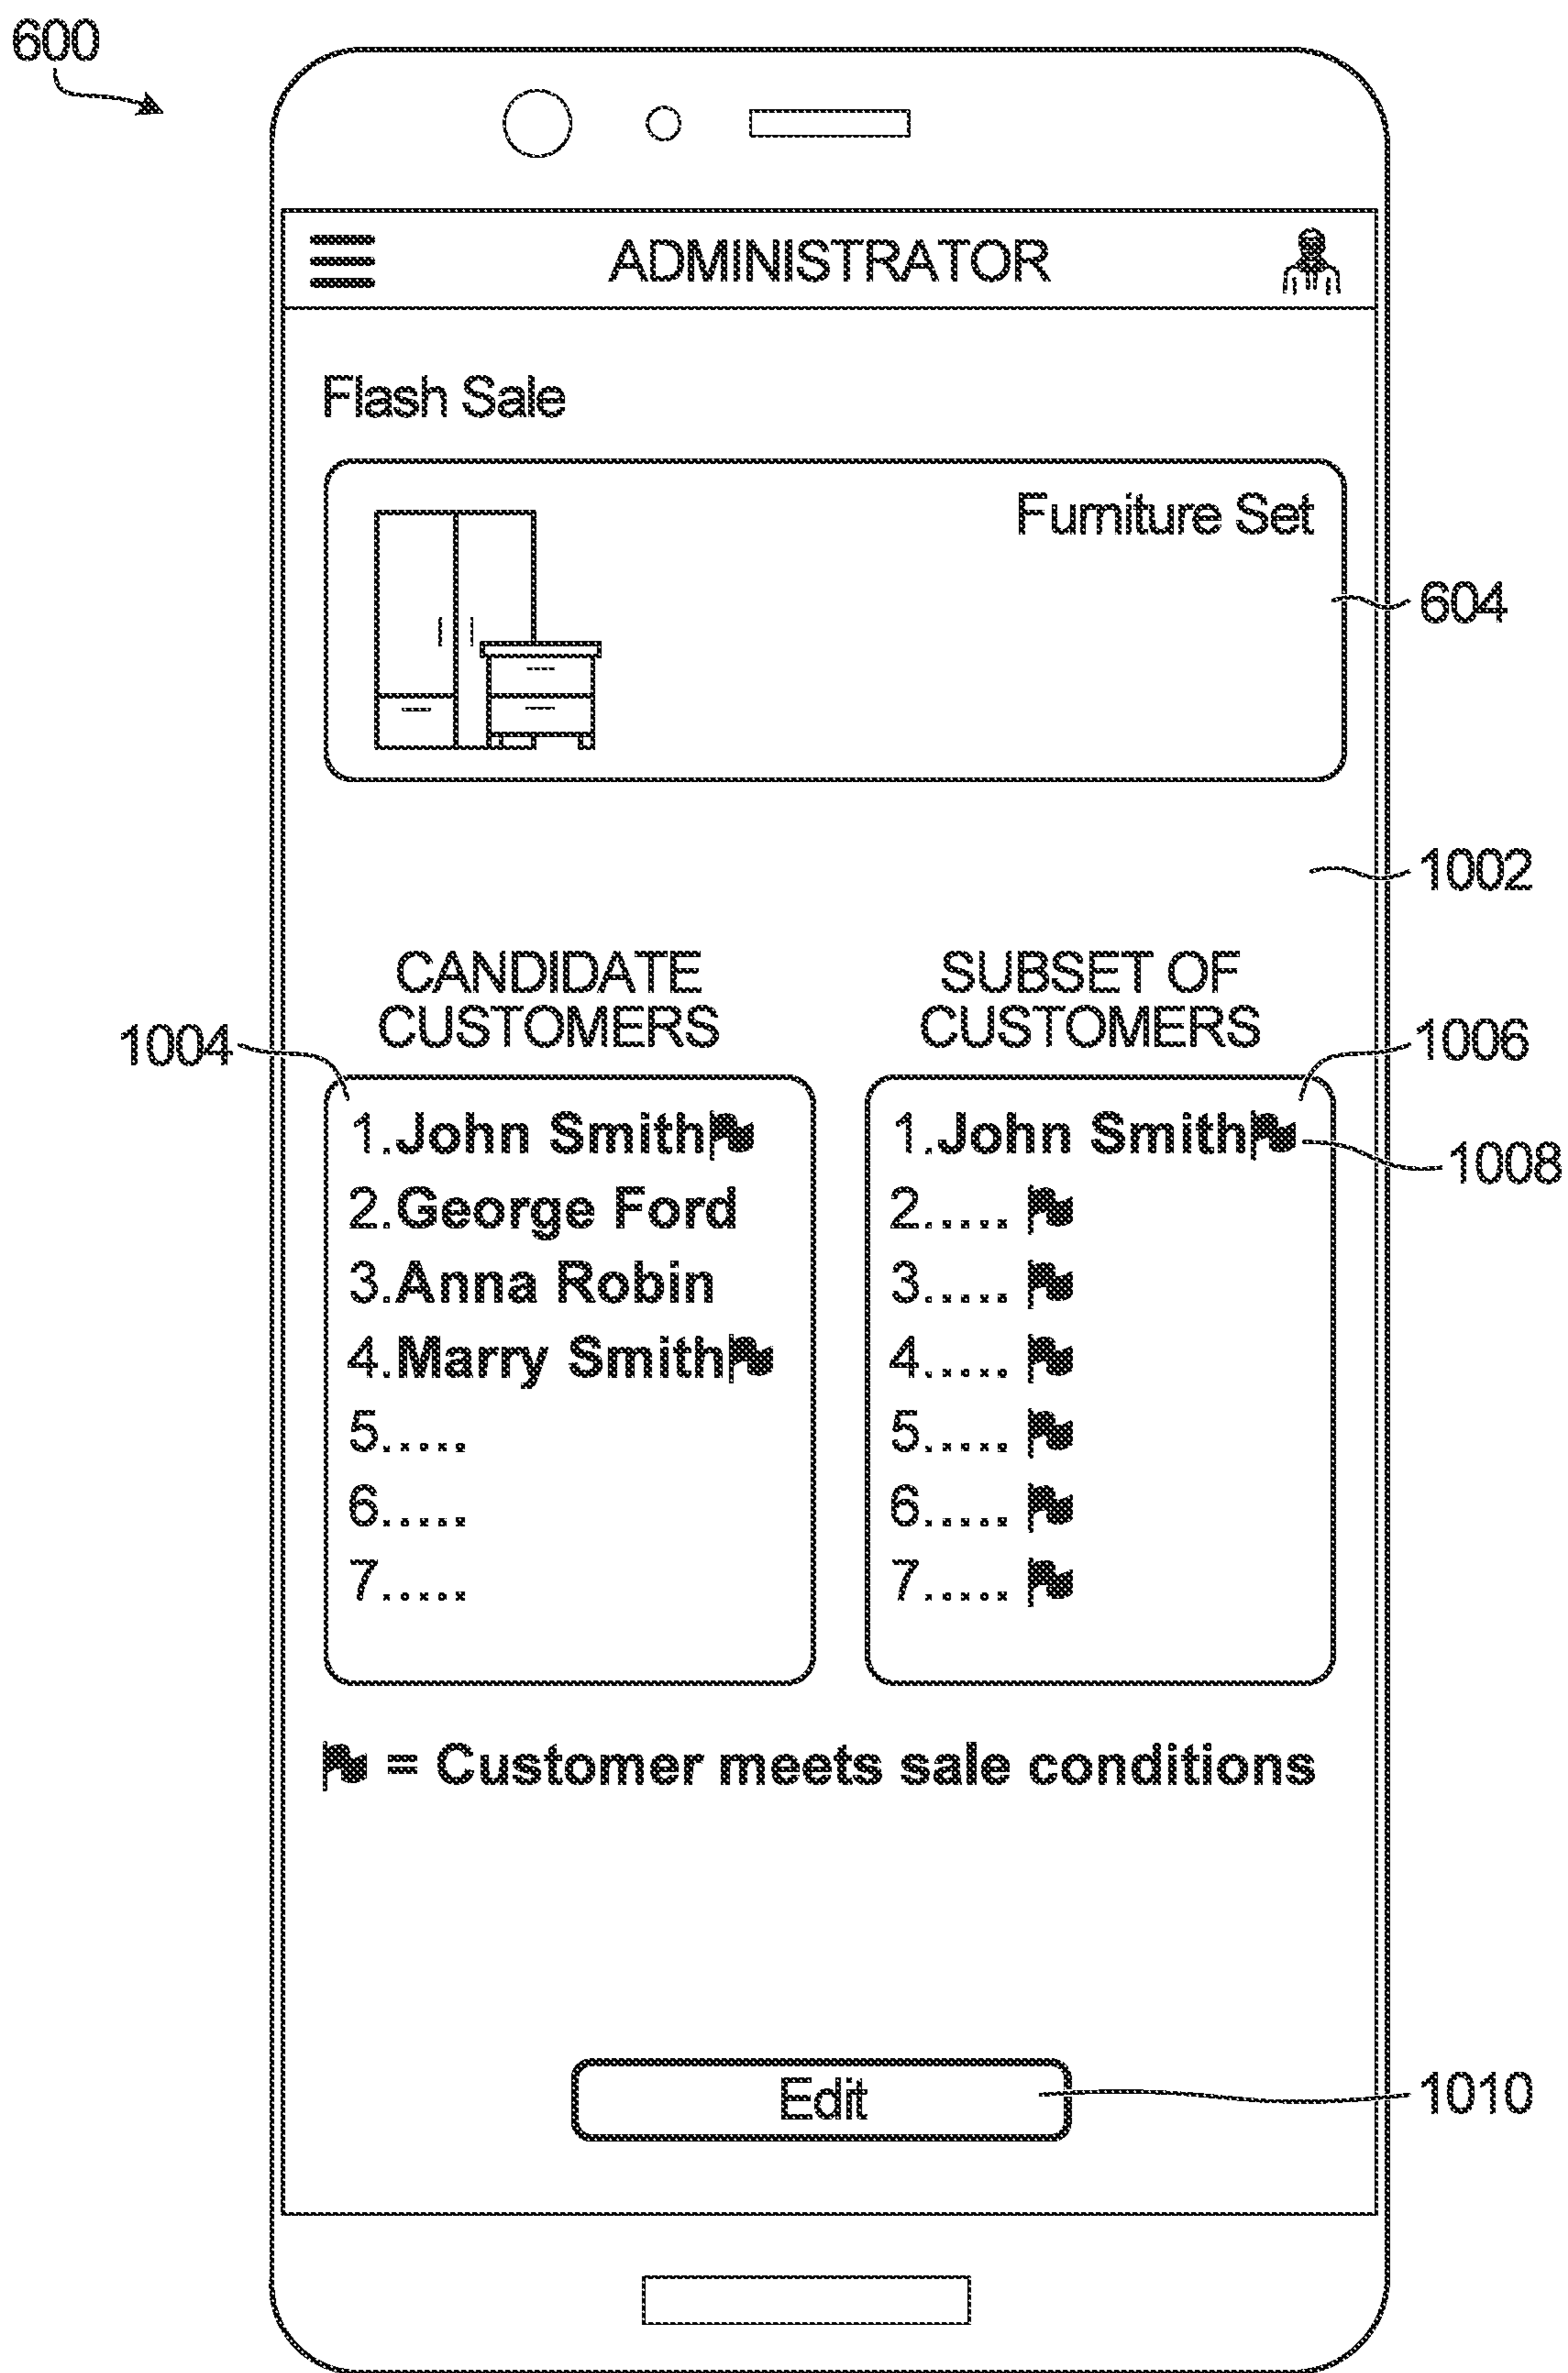 600
ADMINISTRATOR
Flash Sale
Furniture Set
604
1002
CANDIDATE
CUSTOMERS
SUBSET OF
CUSTOMERS
1004
1006
1.John Smith
2.George Ford
3.Anna Robin
4.Marry Smith
5.....
6.....
7.....
1.John Smith
1008
2.....
3.....
4.....
5.....
6.....
7.....
= Customer meets sale conditions
Edit
1010